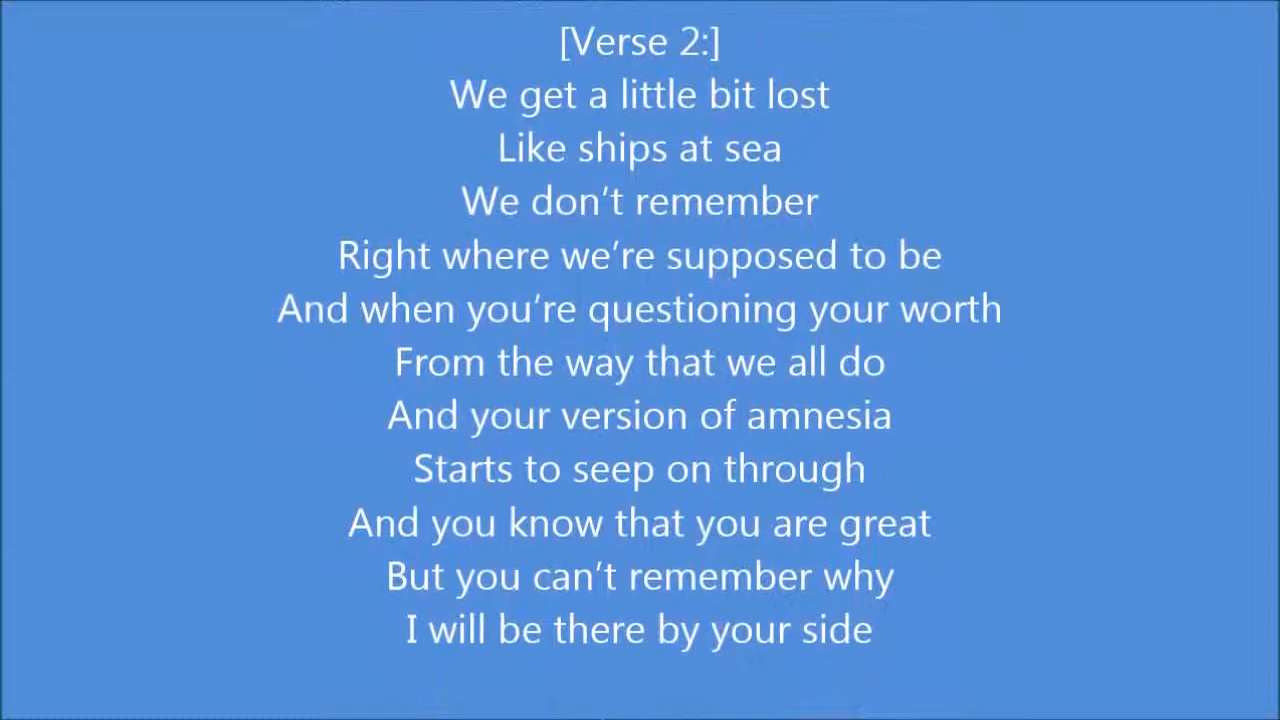 [Verse 2:]
We get a little bit lost
Like ships at sea
We don’t remember
Right where we’re supposed to be
And when you’re questioning your worth
From the way that we all do
And your version of amnesia
Starts to seep on through
And you know that you are great
But you can’t remember why
I will be there by your side